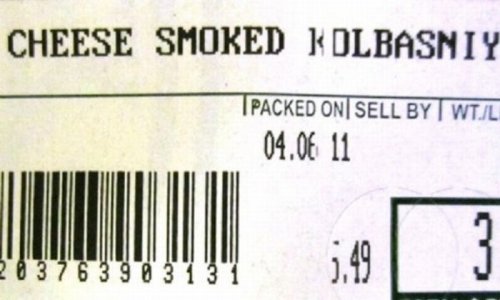 CHEESE SMOKED KOLBASNIY
PACKED ON SELL BY WT./L
04.06 11
203763903131
5.49
3